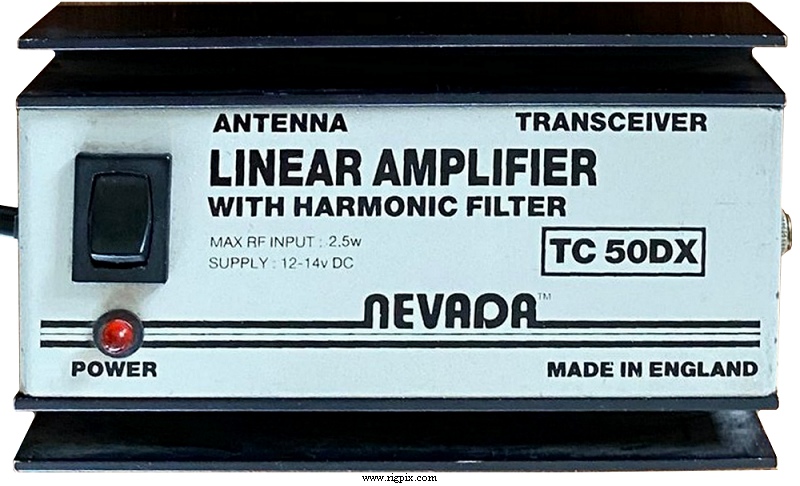 ANTENNA TRANSCEIVER
LINEAR AMPLIFIER
WITH HARMONIC FILTER
MAX RF INPUT : 2.5w
SUPPLY : 12-14v DC
TC 50DX
NEVADA™
POWER MADE IN ENGLAND
www.rigpix.com